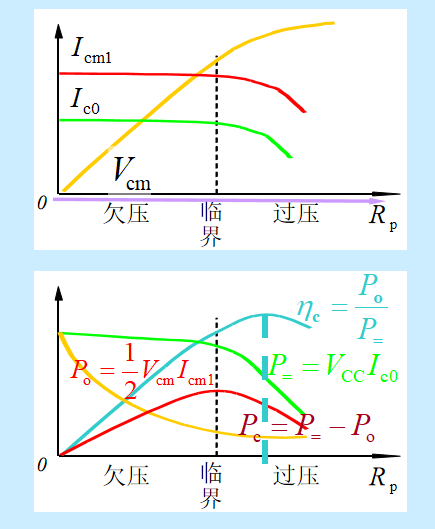 I_cm1
I_c0
V_cm
0
欠压 临界 过压 R_p
η_c = P_o / P_=
P_o = 1/2 V_cm I_cm1
P_= = V_CC I_c0
P_c = P_= − P_o
0
欠压 临界 过压 R_p